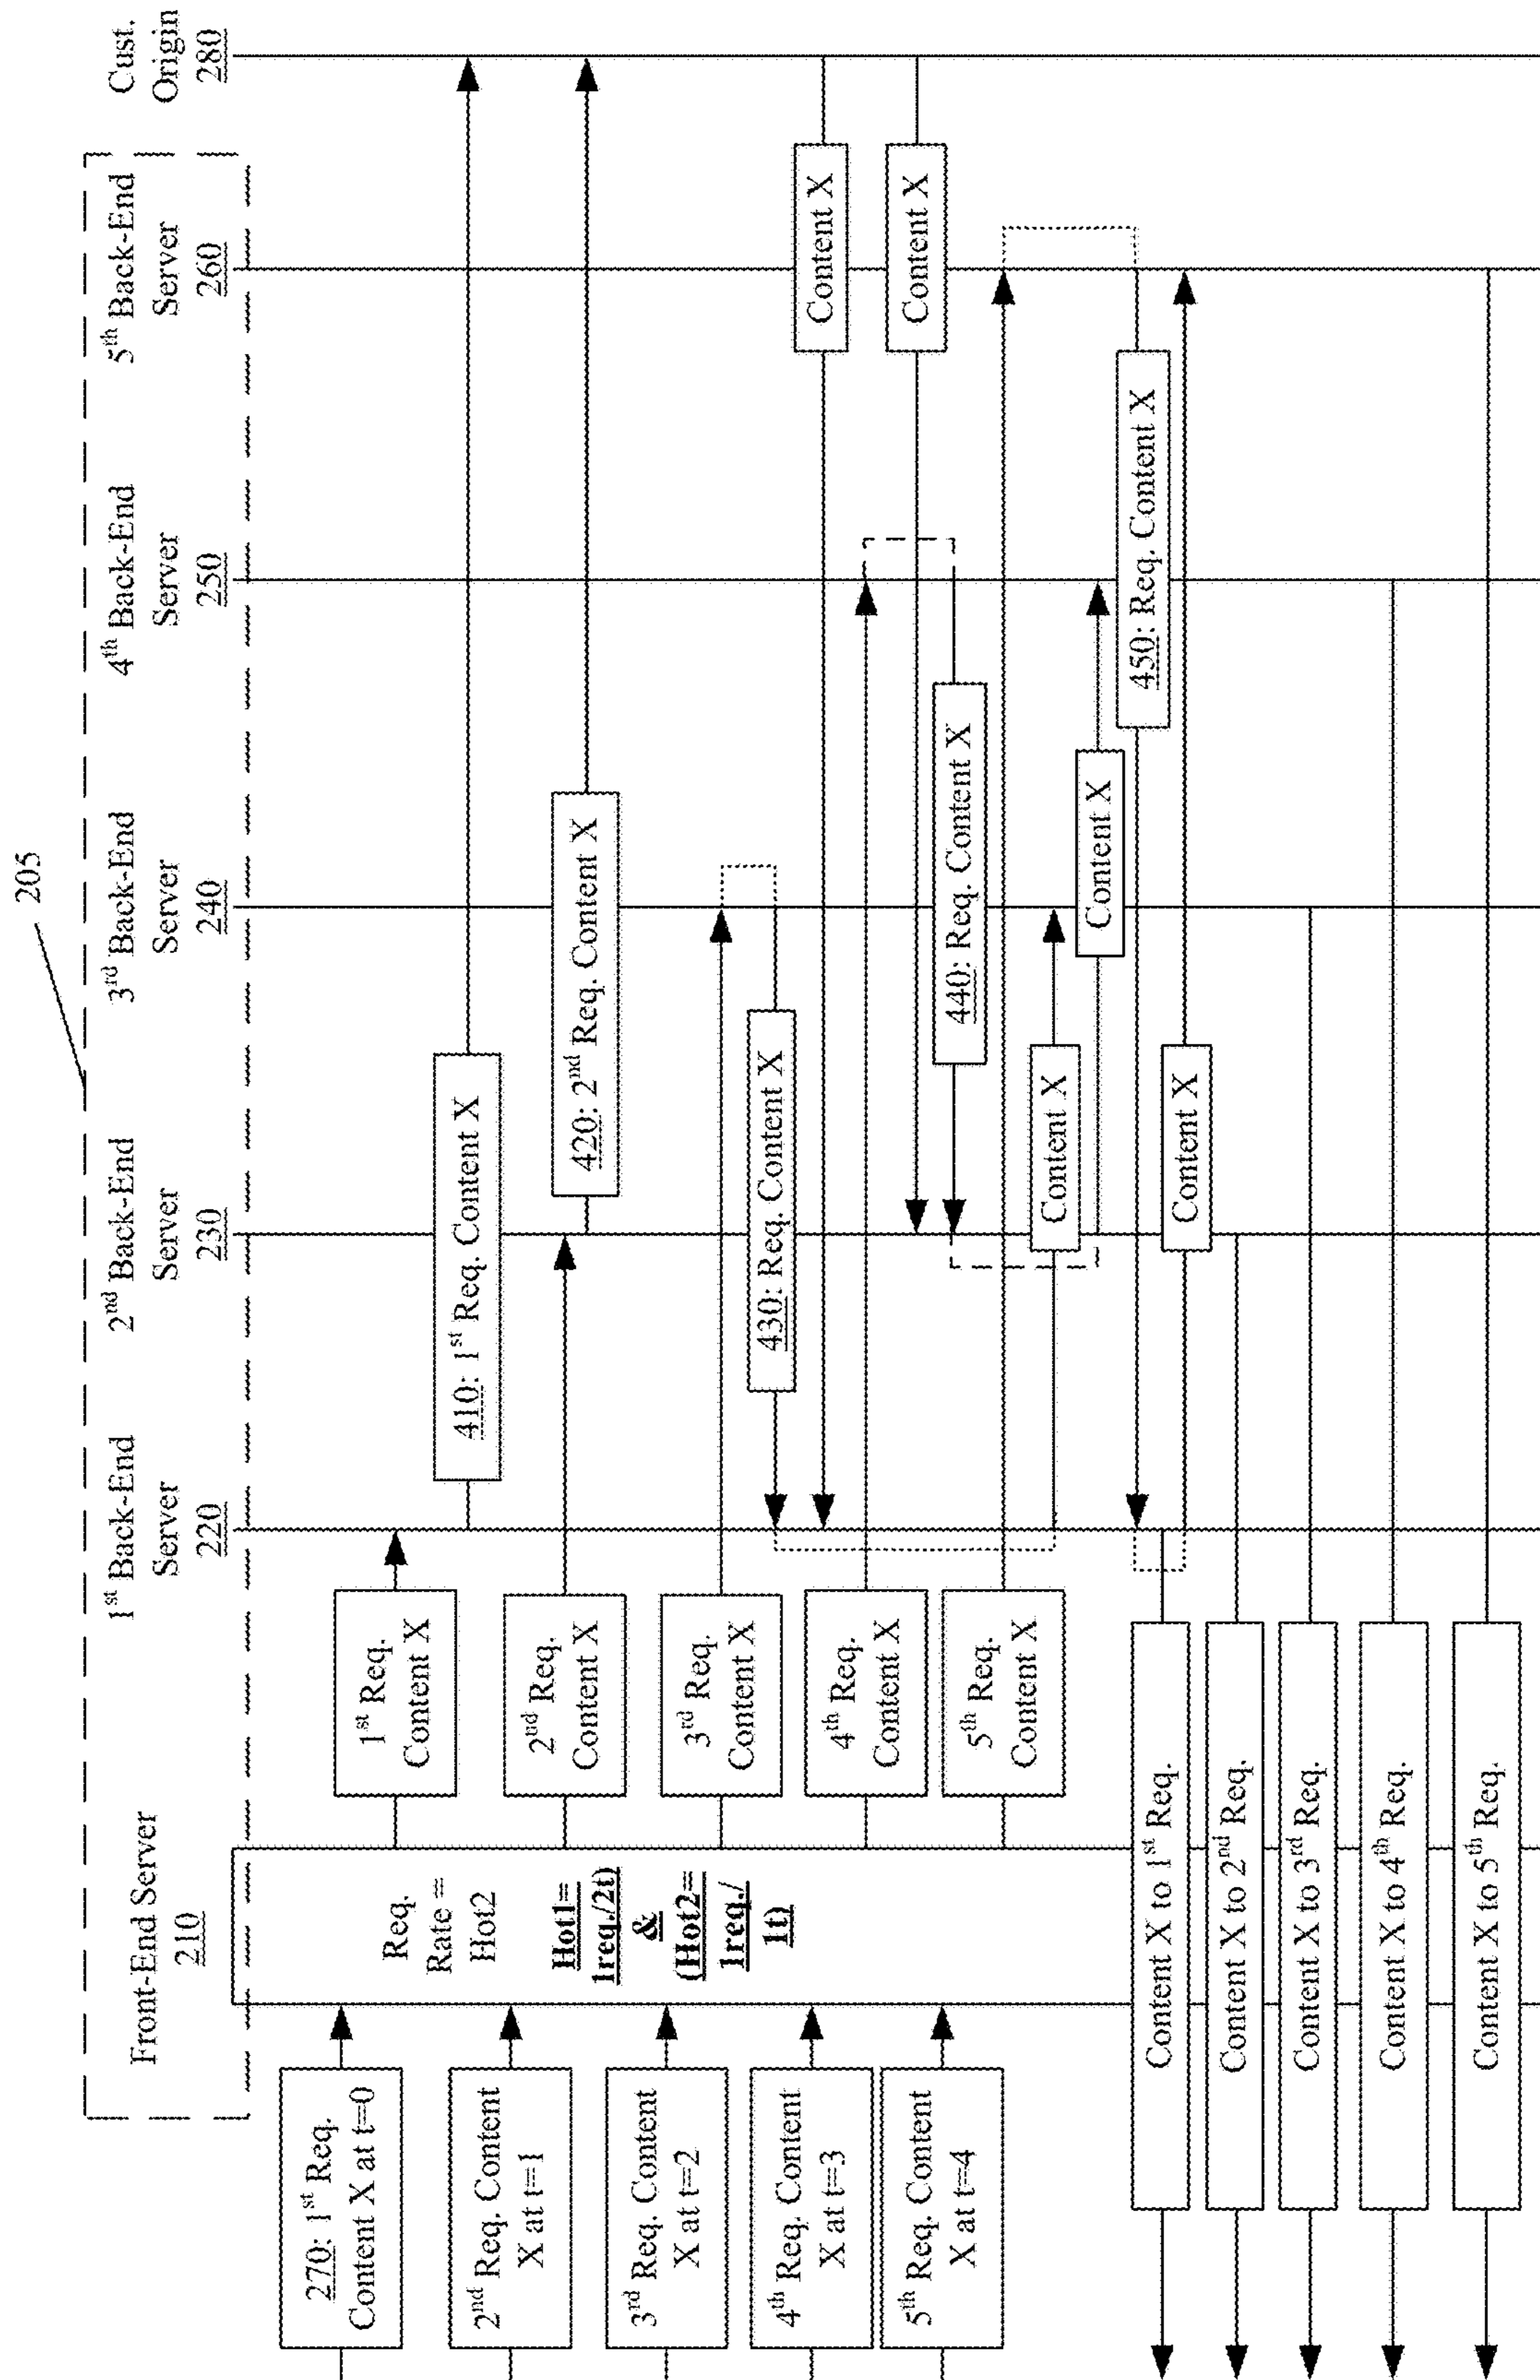 205
Front-End Server
210
1st Back-End
Server
220
2nd Back-End
Server
230
3rd Back-End
Server
240
4th Back-End
Server
250
5th Back-End
Server
260
Cust.
Origin
280
270: 1st Req.
Content X at t=0
2nd Req. Content
X at t=1
3rd Req. Content
X at t=2
4th Req. Content
X at t=3
5th Req. Content
X at t=4
Req.
Rate =
Hot2
Hot1=
1req./2t)
&
(Hot2=
1req./
1t)
1st Req.
Content X
2nd Req.
Content X
3rd Req.
Content X
4th Req.
Content X
5th Req.
Content X
410: 1st Req. Content X
420: 2nd Req. Content X
430: Req. Content X
Content X
Content X
440: Req. Content X
Content X
Content X
450: Req. Content X
Content X
Content X to 1st Req.
Content X to 2nd Req.
Content X to 3rd Req.
Content X to 4th Req.
Content X to 5th Req.